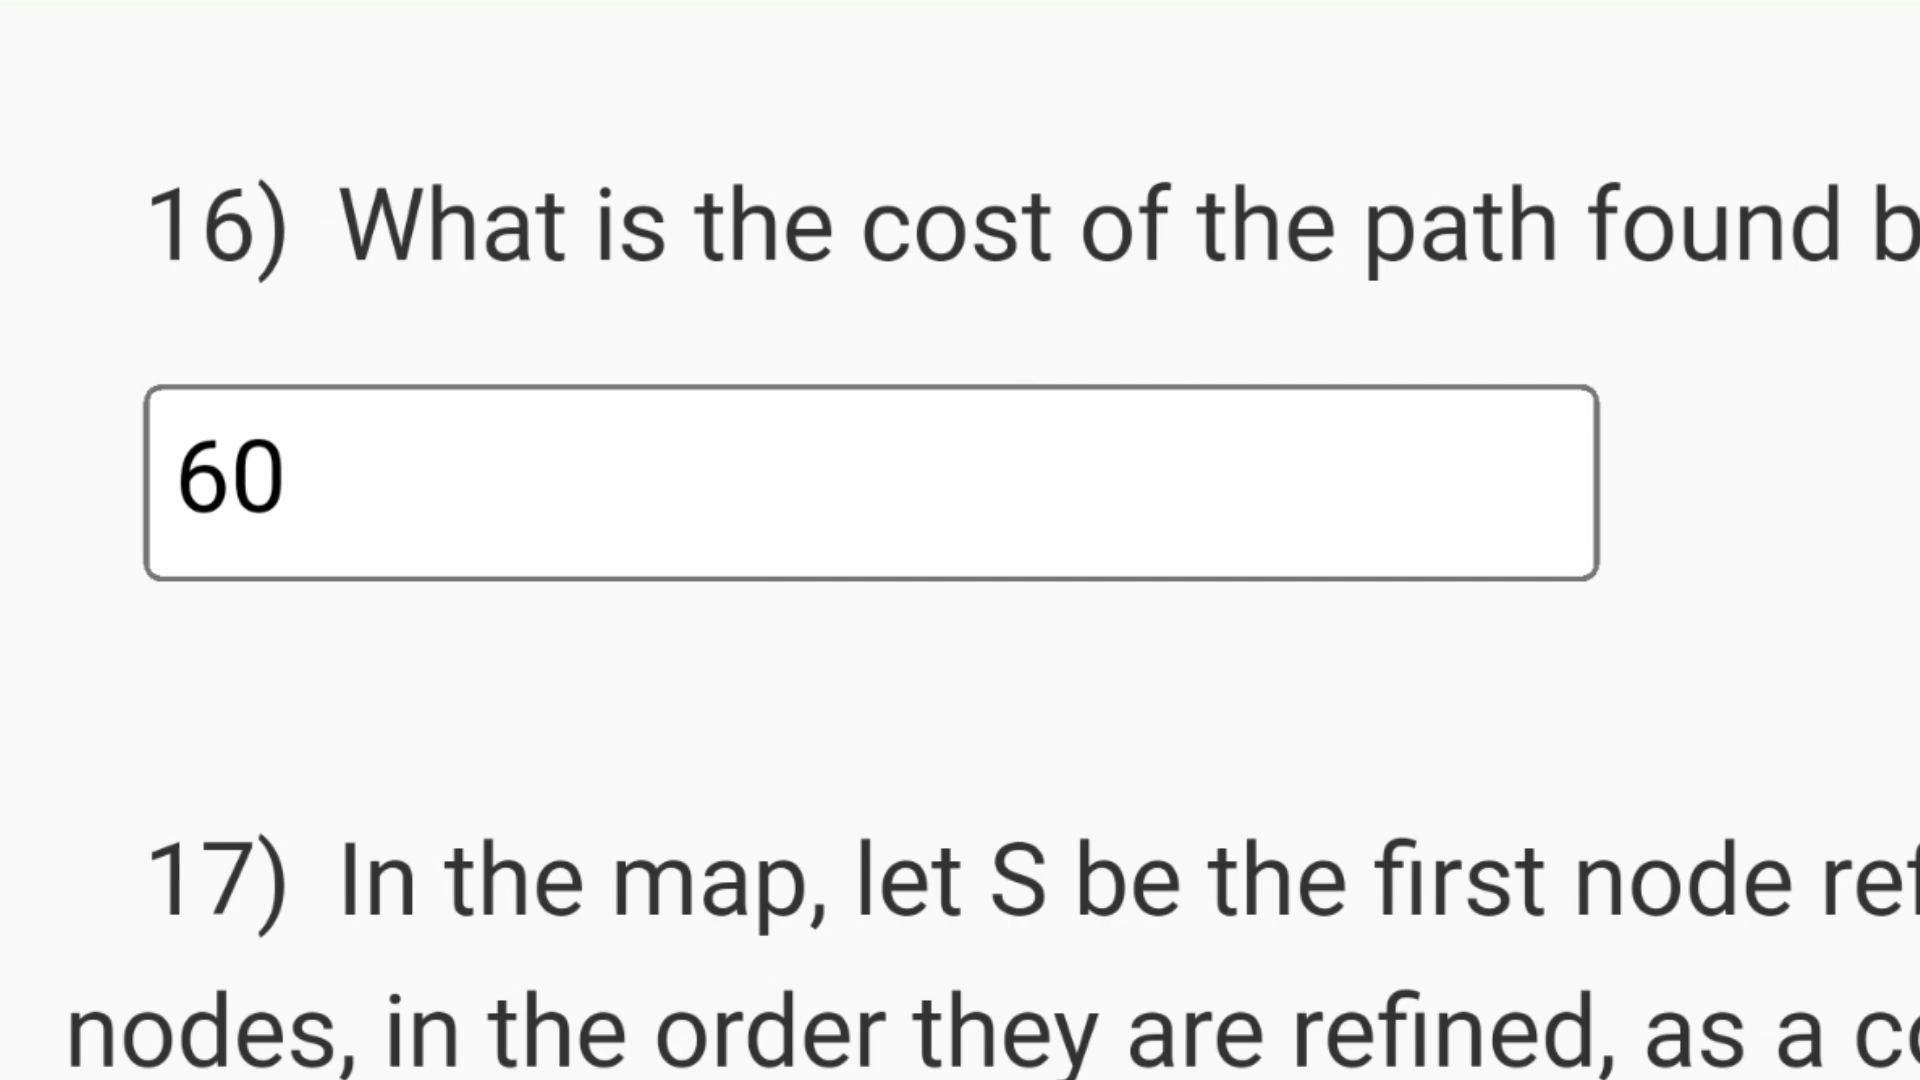 16) What is the cost of the path found
60
17) In the map, let S be the first node
nodes, in the order they are refined, as a